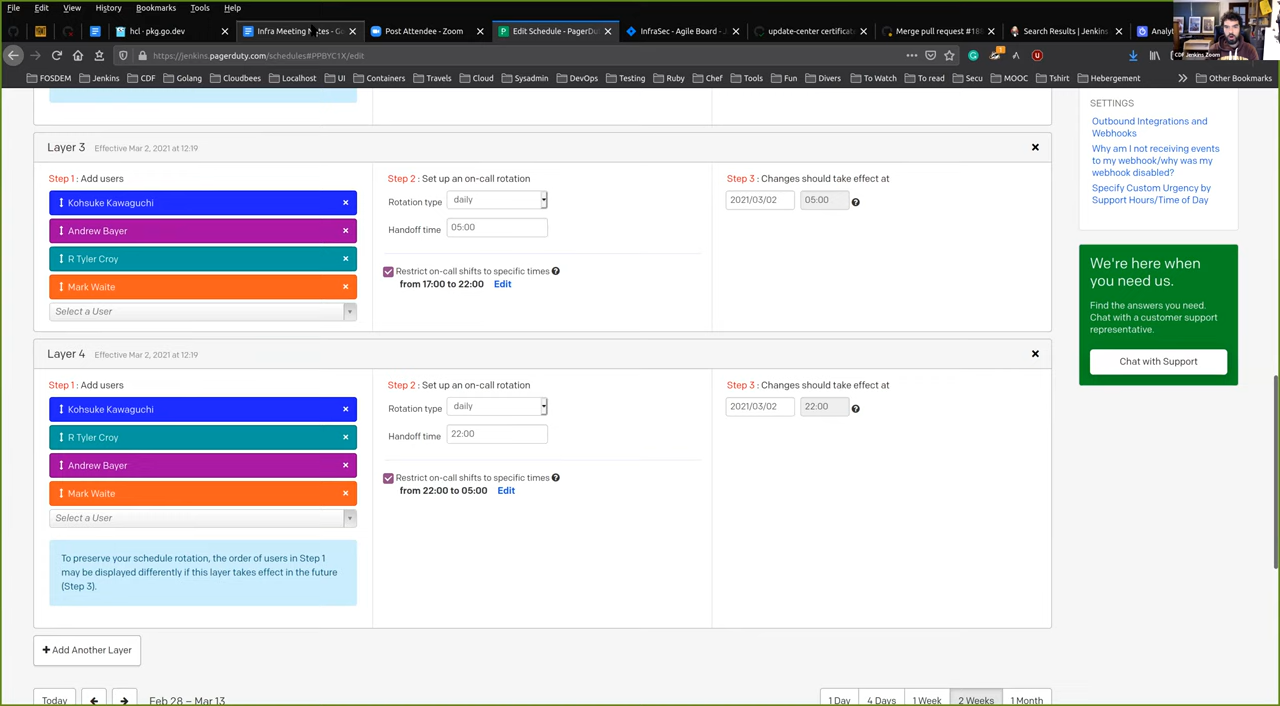 File Edit View History Bookmarks Tools Help
hcl - pkg.go.dev
Infra Meeting Notes - Go
Post Attendee - Zoom
Edit Schedule - PagerDut
InfraSec - Agile Board - J
update-center certificat
Merge pull request #18
Search Results | Jenkins
Analyt
https://jenkins.pagerduty.com/schedules#PPBYC1X/edit
CDF Jenkins Zoom
FOSDEM Jenkins CDF Golang Cloudbees Localhost UI Containers Travels Cloud Sysadmin DevOps Testing Ruby Chef Tools Fun Divers To Watch To read Secu MOOC Tshirt Hebergement Other Bookmarks
Layer 3 Effective Mar 2, 2021 at 12:19
Step 1 : Add users
Kohsuke Kawaguchi
Andrew Bayer
R Tyler Croy
Mark Waite
Select a User
Step 2 : Set up an on-call rotation
Rotation type daily
Handoff time 05:00
Restrict on-call shifts to specific times
from 17:00 to 22:00 Edit
Step 3 : Changes should take effect at
2021/03/02 05:00
Layer 4 Effective Mar 2, 2021 at 12:19
Step 1 : Add users
Kohsuke Kawaguchi
R Tyler Croy
Andrew Bayer
Mark Waite
Select a User
To preserve your schedule rotation, the order of users in Step 1
may be displayed differently if this layer takes effect in the future
(Step 3).
Step 2 : Set up an on-call rotation
Rotation type daily
Handoff time 22:00
Restrict on-call shifts to specific times
from 22:00 to 05:00 Edit
Step 3 : Changes should take effect at
2021/03/02 22:00
Add Another Layer
Today Feb 28 – Mar 13 1 Day 4 Days 1 Week 2 Weeks 1 Month
SETTINGS
Outbound Integrations and
Webhooks
Why am I not receiving events
to my webhook/why was my
webhook disabled?
Specify Custom Urgency by
Support Hours/Time of Day
We're here when
you need us.
Find the answers you need.
Chat with a customer support
representative.
Chat with Support